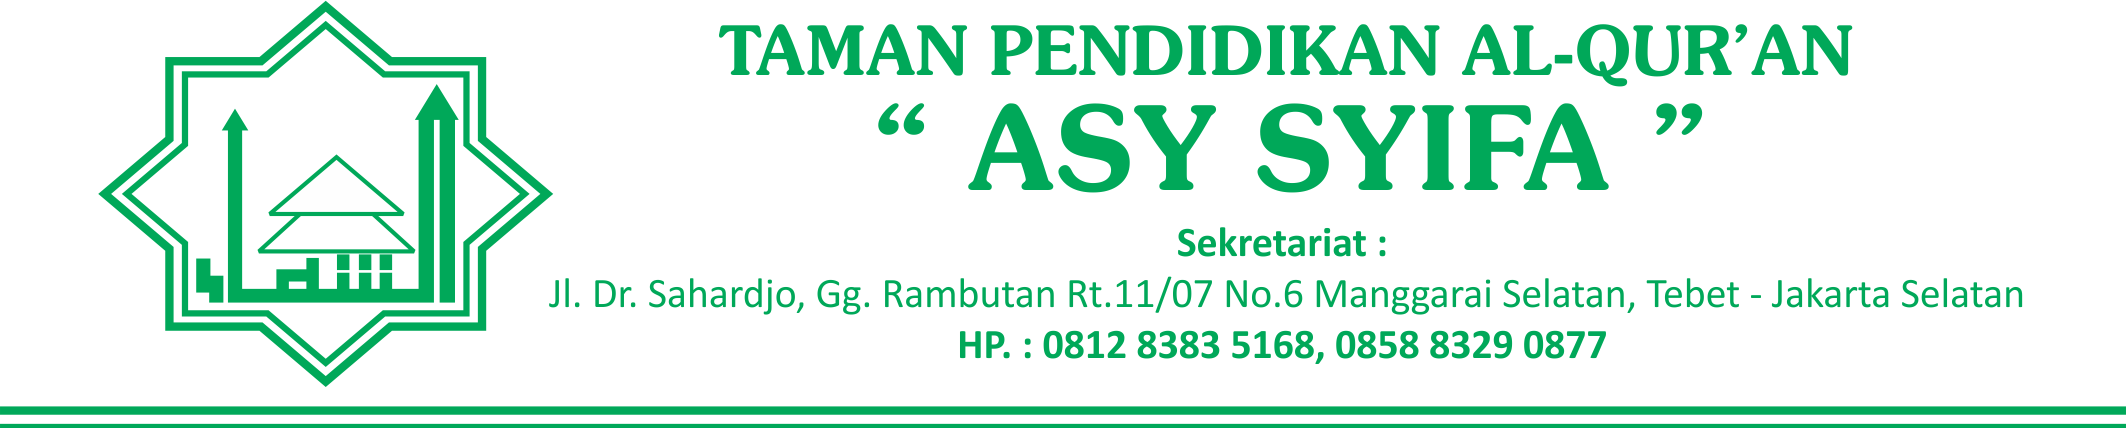 TAMAN PENDIDIKAN AL-QUR’AN
“ ASY SYIFA ”
Sekretariat :
Jl. Dr. Sahardjo, Gg. Rambutan Rt.11/07 No.6 Manggarai Selatan, Tebet - Jakarta Selatan
HP. : 0812 8383 5168, 0858 8329 0877